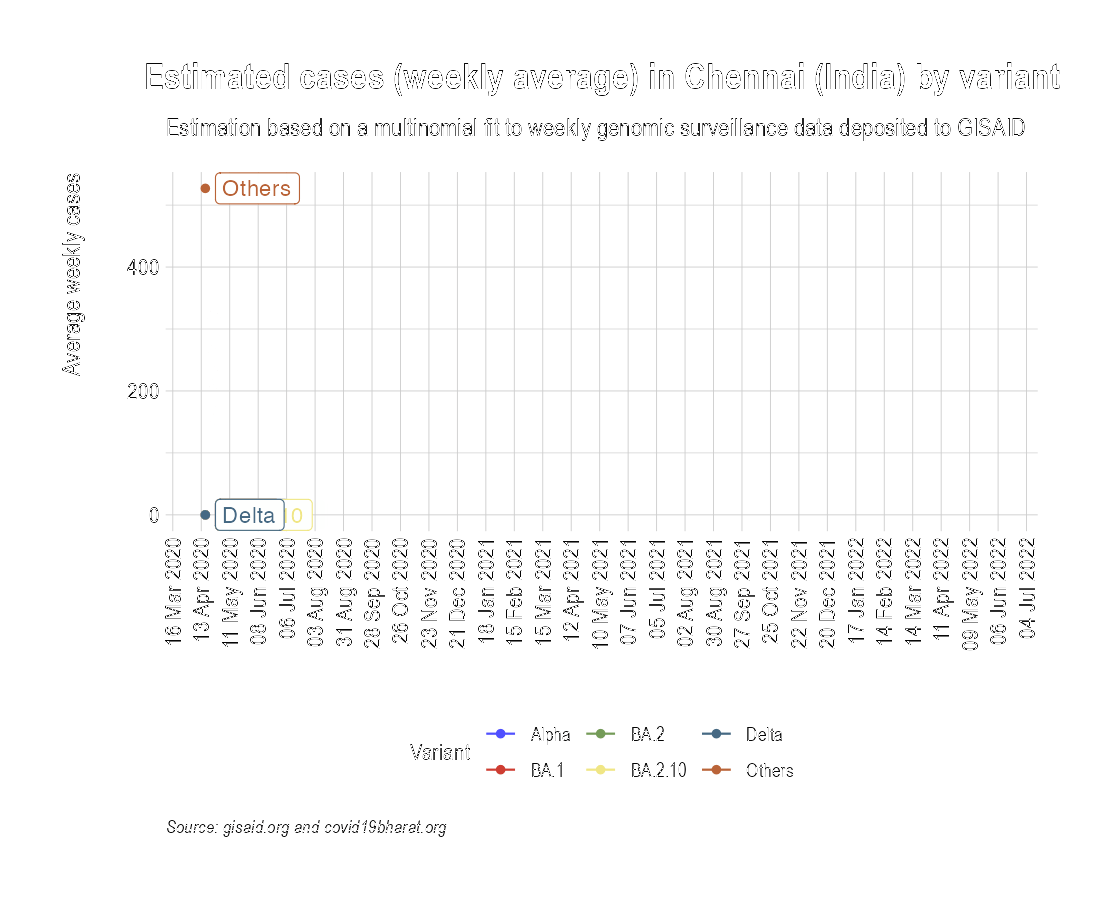 Estimated cases (weekly average) in Chennai (India) by variant
Estimation based on a multinomial fit to weekly genomic surveillance data deposited to GISAID
Average weekly cases
Others
400
200
0
Delta
10
16 Mar 2020
13 Apr 2020
11 May 2020
08 Jun 2020
06 Jul 2020
03 Aug 2020
31 Aug 2020
28 Sep 2020
26 Oct 2020
23 Nov 2020
21 Dec 2020
18 Jan 2021
15 Feb 2021
15 Mar 2021
12 Apr 2021
10 May 2021
07 Jun 2021
05 Jul 2021
02 Aug 2021
30 Aug 2021
27 Sep 2021
25 Oct 2021
22 Nov 2021
20 Dec 2021
17 Jan 2022
14 Feb 2022
14 Mar 2022
11 Apr 2022
09 May 2022
06 Jun 2022
04 Jul 2022
Variant
Alpha
BA.2
Delta
BA.1
BA.2.10
Others
Source: gisaid.org and covid19bharat.org